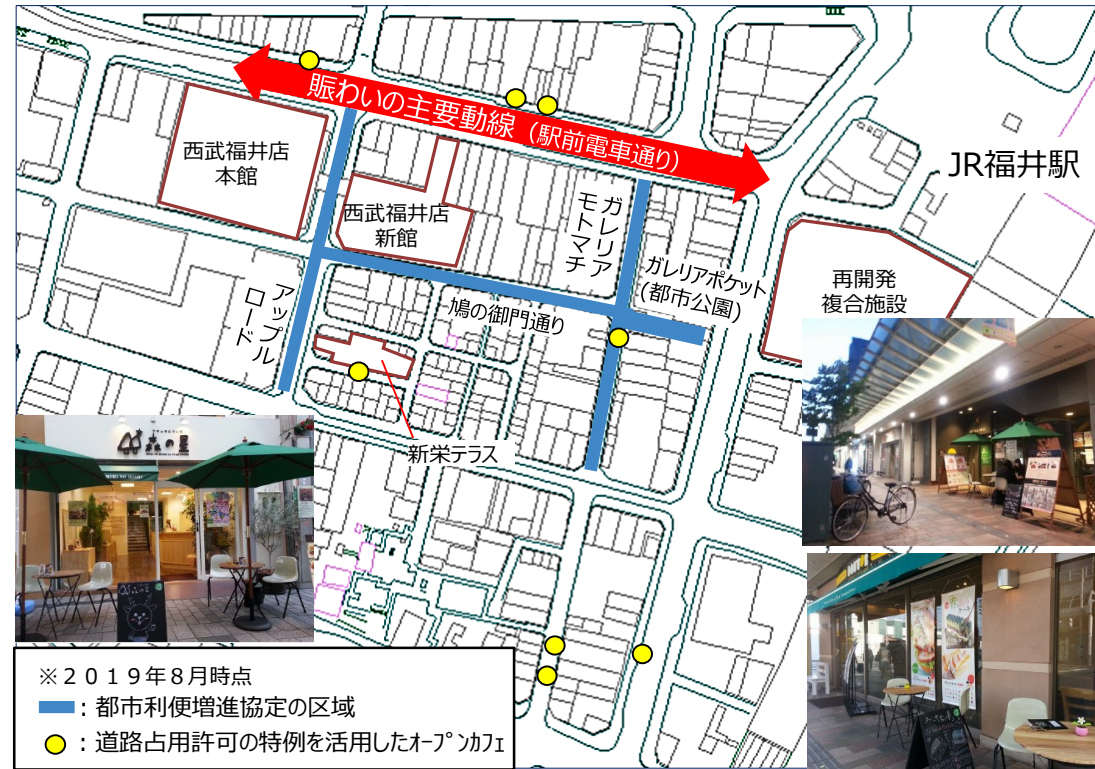 賑わいの主要動線（駅前電車通り）
JR福井駅
西武福井店
本館
西武福井店
新館
ガレリア
モトマチ
ガレリアポケット
（都市公園）
再開発
複合施設
アップル
ロード
鳩の御門通り
新栄テラス
森の屋
※２０１９年８月時点
：都市利便増進協定の区域
：道路占用許可の特例を活用したｵｰﾌﾟﾝｶﾌｪ